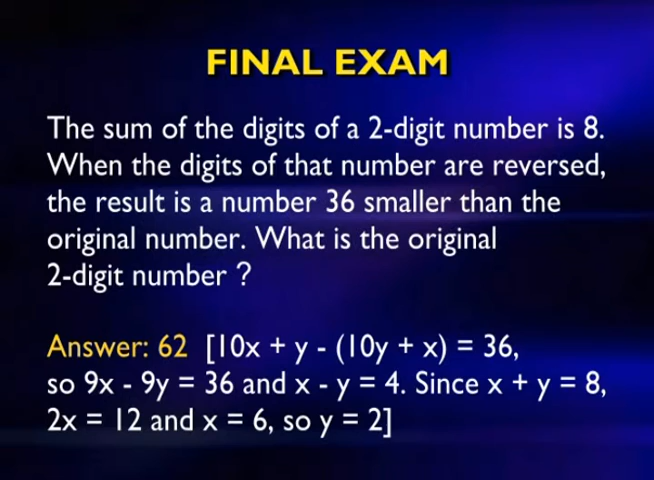 FINAL EXAM
The sum of the digits of a 2-digit number is 8.
When the digits of that number are reversed,
the result is a number 36 smaller than the
original number. What is the original
2-digit number ?
Answer: 62 [10x + y - (10y + x) = 36,
so 9x - 9y = 36 and x - y = 4. Since x + y = 8,
2x = 12 and x = 6, so y = 2]